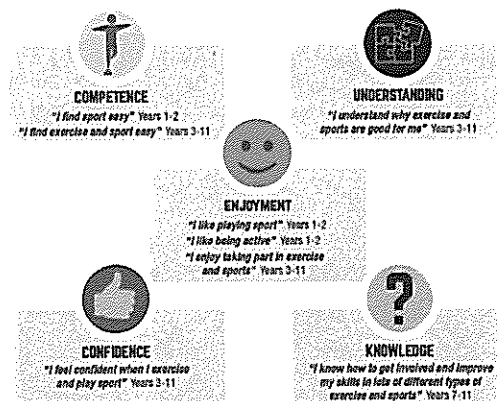 COMPETENCE
"I find sport easy" Years 1-2
"I find exercise and sport easy" Years 3-11
UNDERSTANDING
"I understand why exercise and
sports are good for me" Years 3-11
ENJOYMENT
"I like playing sport" Years 1-2
"I like being active" Years 1-2
"I enjoy taking part in exercise
and sports" Years 3-11
CONFIDENCE
"I feel confident when I exercise
and play sport" Years 3-11
KNOWLEDGE
"I know how to get involved and improve
my skills in lots of different types of
exercise and sports" Years 7-11